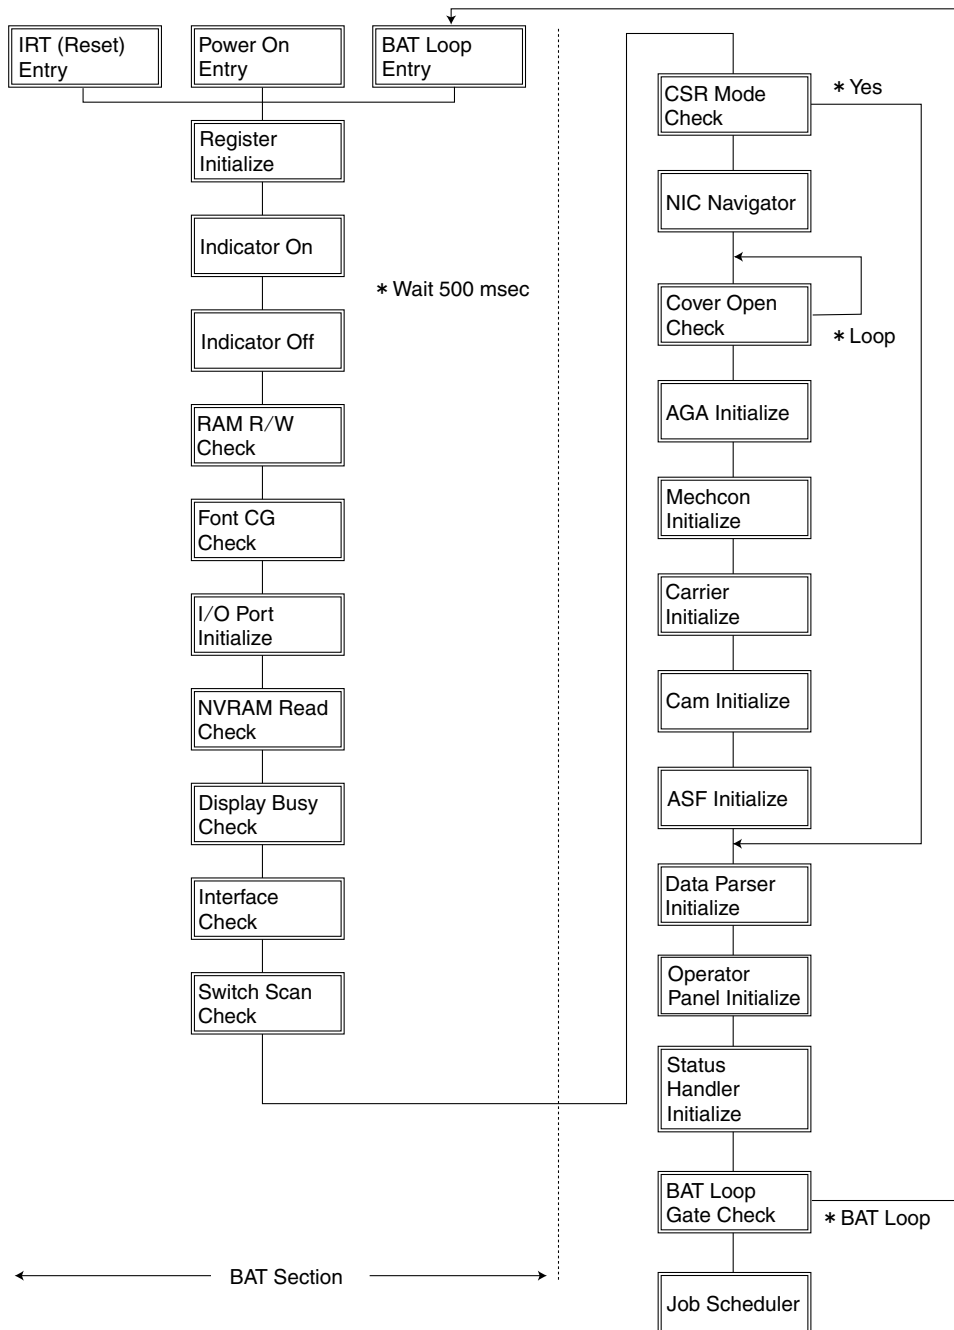 IRT (Reset)
Entry
Power On
Entry
BAT Loop
Entry
Register
Initialize
Indicator On
* Wait 500 msec
Indicator Off
RAM R/W
Check
Font CG
Check
I/O Port
Initialize
NVRAM Read
Check
Display Busy
Check
Interface
Check
Switch Scan
Check
BAT Section
CSR Mode
Check
* Yes
NIC Navigator
Cover Open
Check
* Loop
AGA Initialize
Mechcon
Initialize
Carrier
Initialize
Cam Initialize
ASF Initialize
Data Parser
Initialize
Operator
Panel Initialize
Status
Handler
Initialize
BAT Loop
Gate Check
* BAT Loop
Job Scheduler